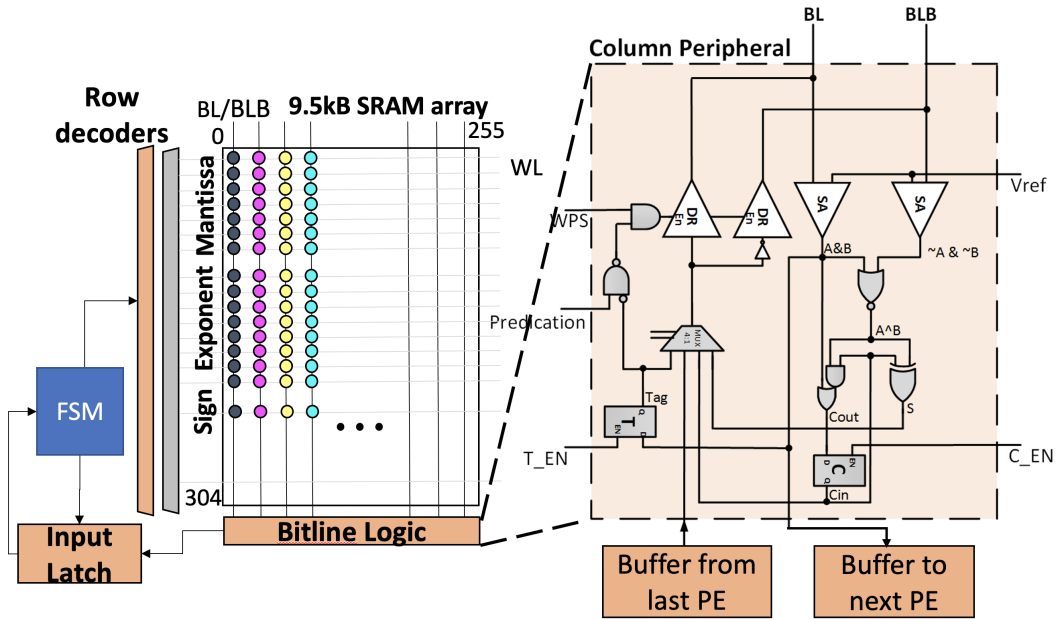 BL
BLB
Column Peripheral
Row
decoders
BL/BLB
9.5kB SRAM array
0
255
WL
Vref
WPS
Predication
DR
En
DR
En
SA
SA
A&B
~A & ~B
A^B
MUX
4:1
Mantissa
Exponent
Sign
FSM
Tag
T
Q
EN
D
Cout
S
T_EN
C_EN
C
D
EN
Q
Cin
304
Bitline Logic
Input
Latch
Buffer from
last PE
Buffer to
next PE